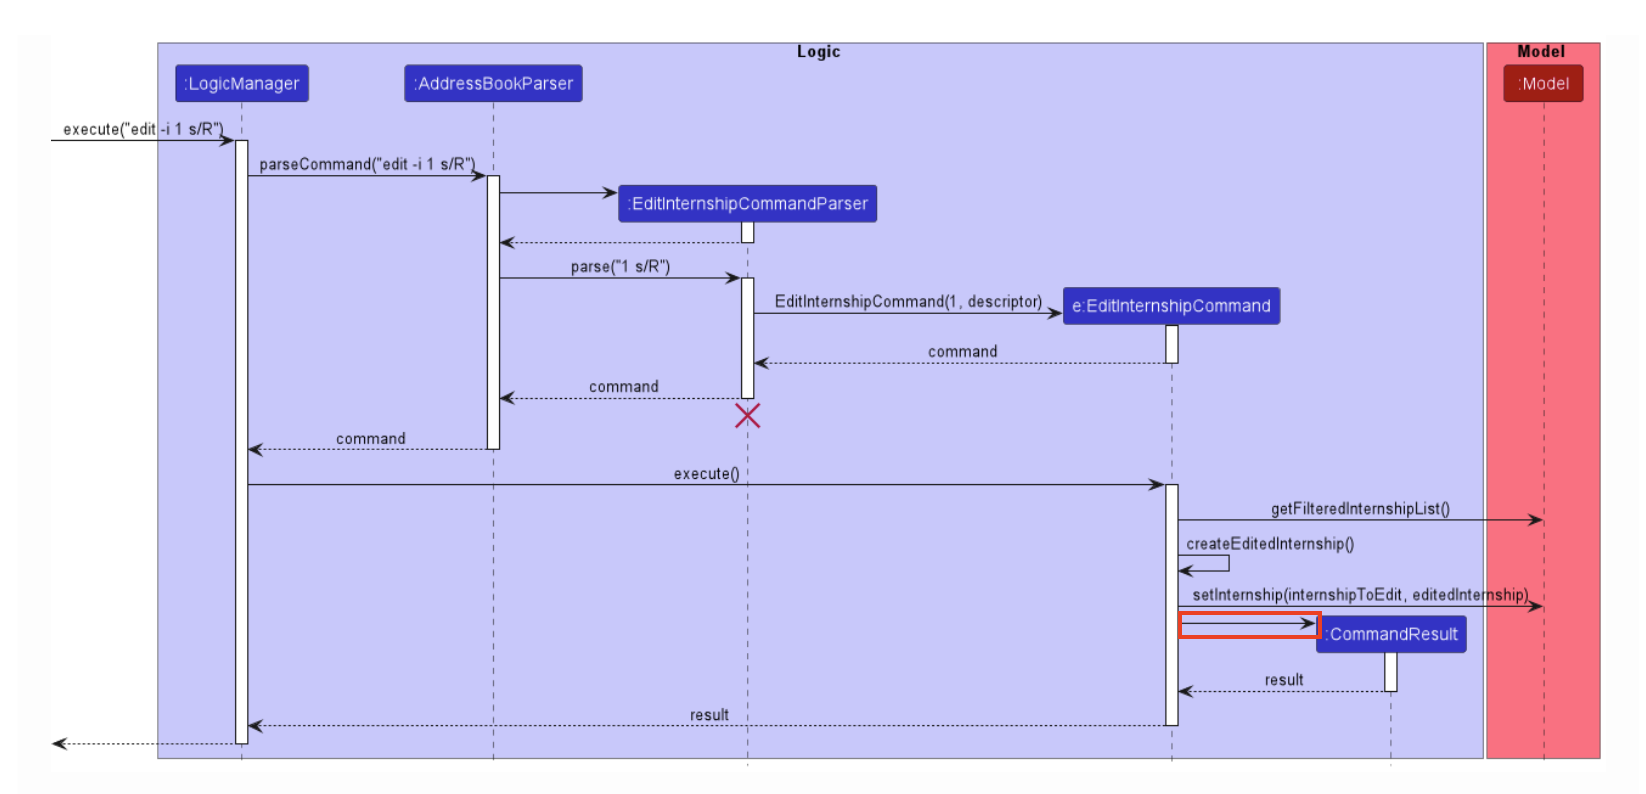 Logic
Model
:LogicManager
:AddressBookParser
:Model
execute("edit -i 1 s/R")
parseCommand("edit -i 1 s/R")
:EditInternshipCommandParser
parse("1 s/R")
EditInternshipCommand(1, descriptor)
e:EditInternshipCommand
command
command
command
execute()
getFilteredInternshipList()
createEditedInternship()
setInternship(internshipToEdit, editedInternship)
:CommandResult
result
result